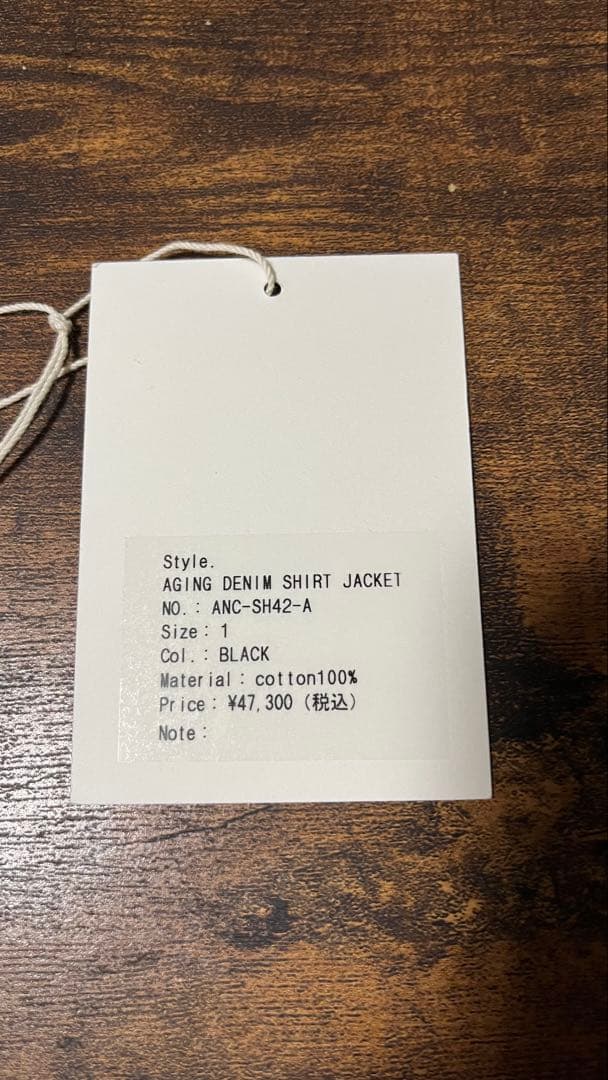 Style.
AGING DENIM SHIRT JACKET
NO.: ANC-SH42-A
Size: 1
Col.: BLACK
Material: cotton100%
Price: ¥47,300 (税込)
Note: